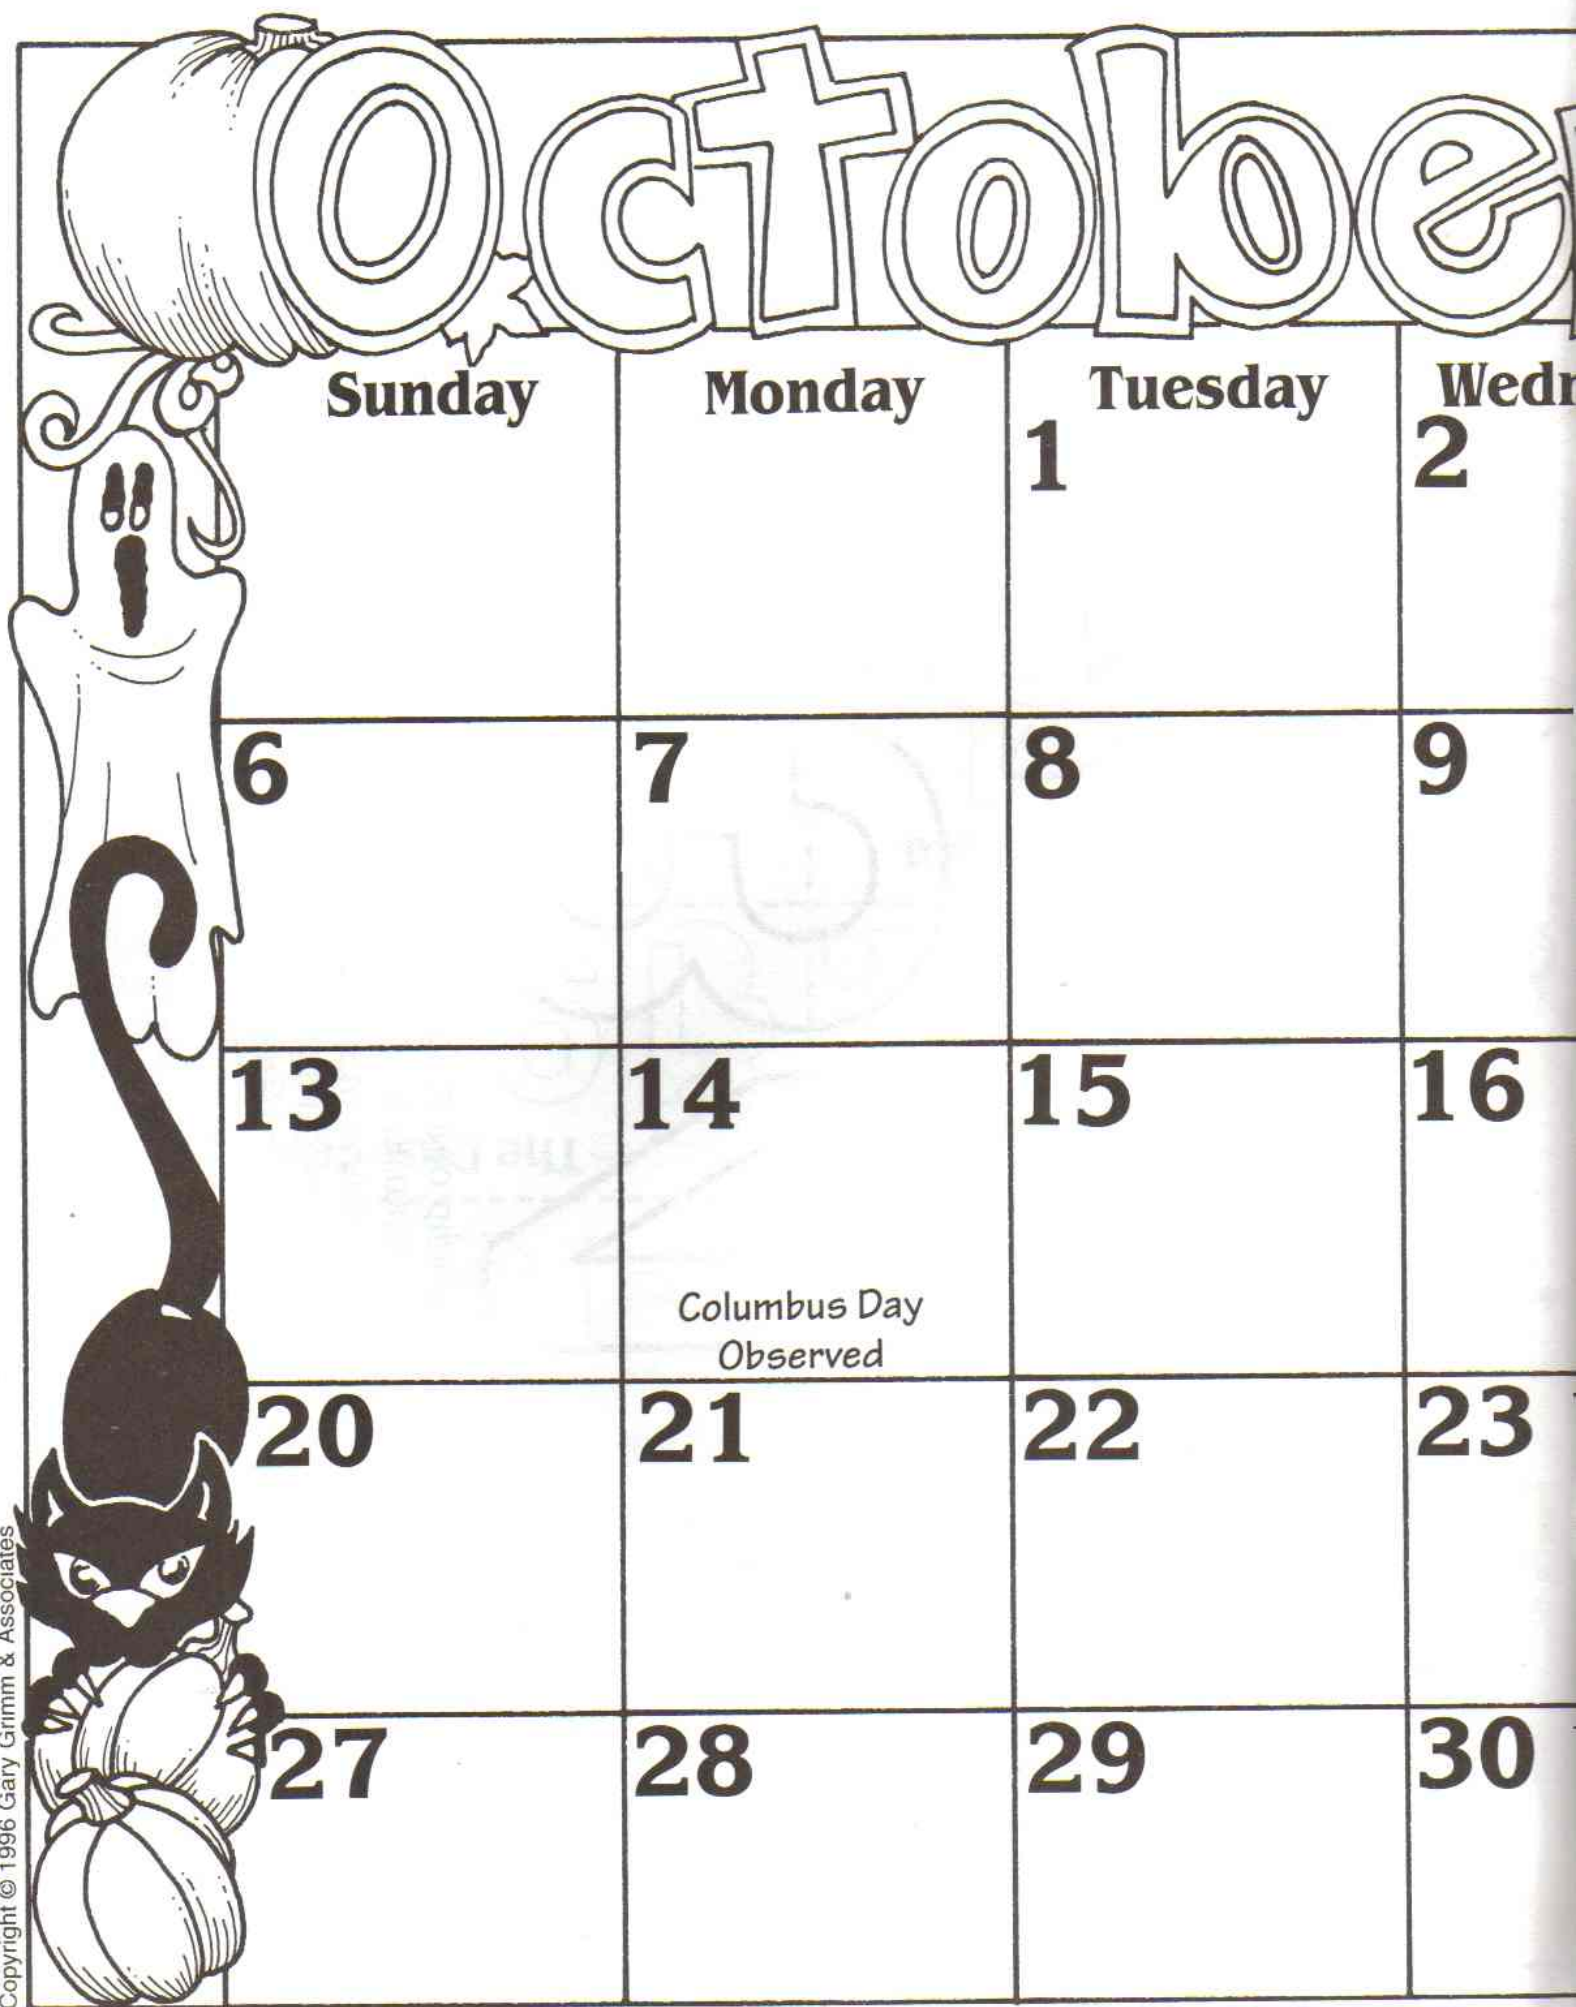 October
Sunday Monday Tuesday Wedn
1 2
6 7 8 9
13 14 15 16
Columbus Day
Observed
20 21 22 23
27 28 29 30
Copyright © 1996 Gary Grimm & Associates